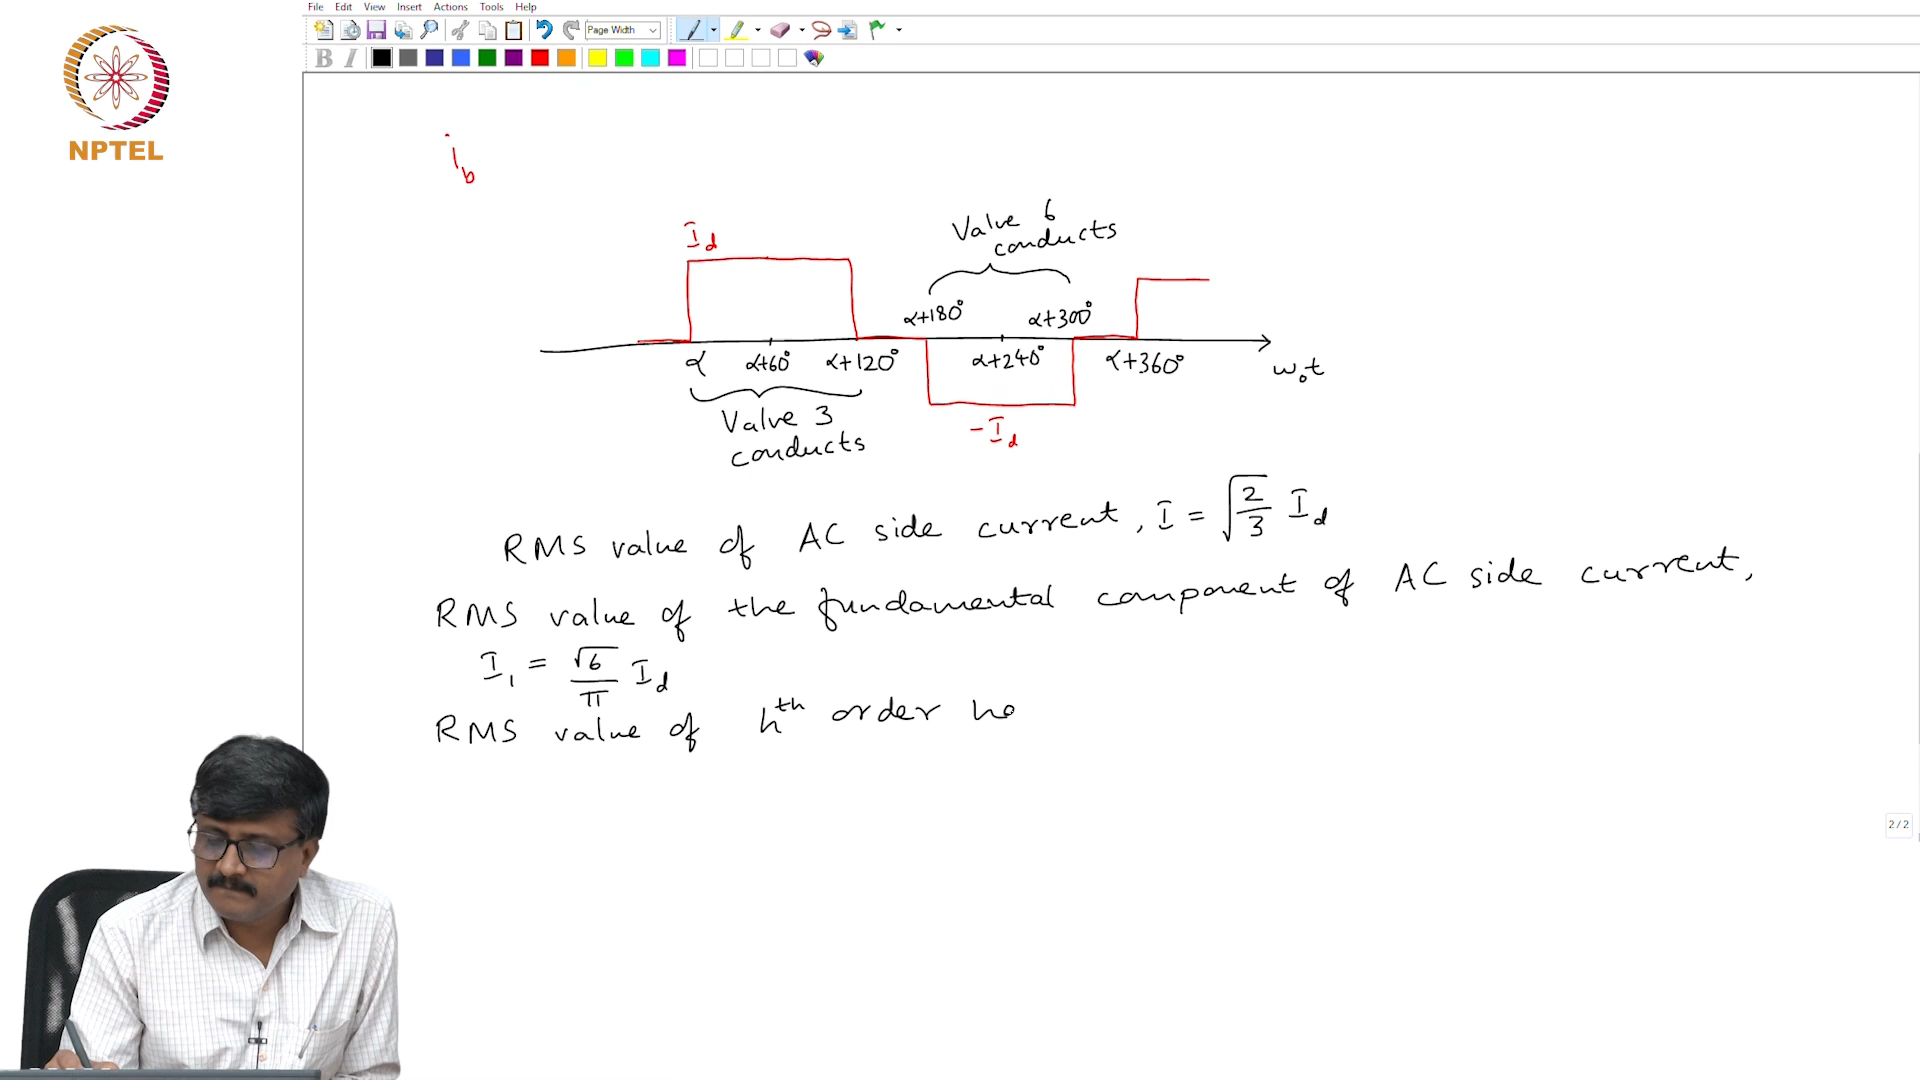 File Edit View Insert Actions Tools Help
Page Width
B I
NPTEL
i_b
I_d
Valve 6
conducts
α+180° α+300°
α α+60° α+120° α+240° α+360° ω₀t
Valve 3
conducts
-I_d
RMS value of AC side current, I = √(2/3) I_d
RMS value of the fundamental component of AC side current,
I₁ = √6/π I_d
RMS value of hᵗʰ order ha
2 / 2